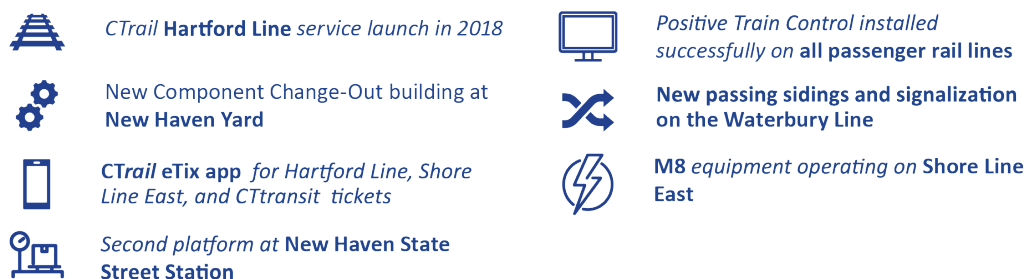 CTrail Hartford Line service launch in 2018
New Component Change-Out building at
New Haven Yard
CTrail eTix app for Hartford Line, Shore
Line East, and CTtransit tickets
Second platform at New Haven State
Street Station
Positive Train Control installed
successfully on all passenger rail lines
New passing sidings and signalization
on the Waterbury Line
M8 equipment operating on Shore Line
East